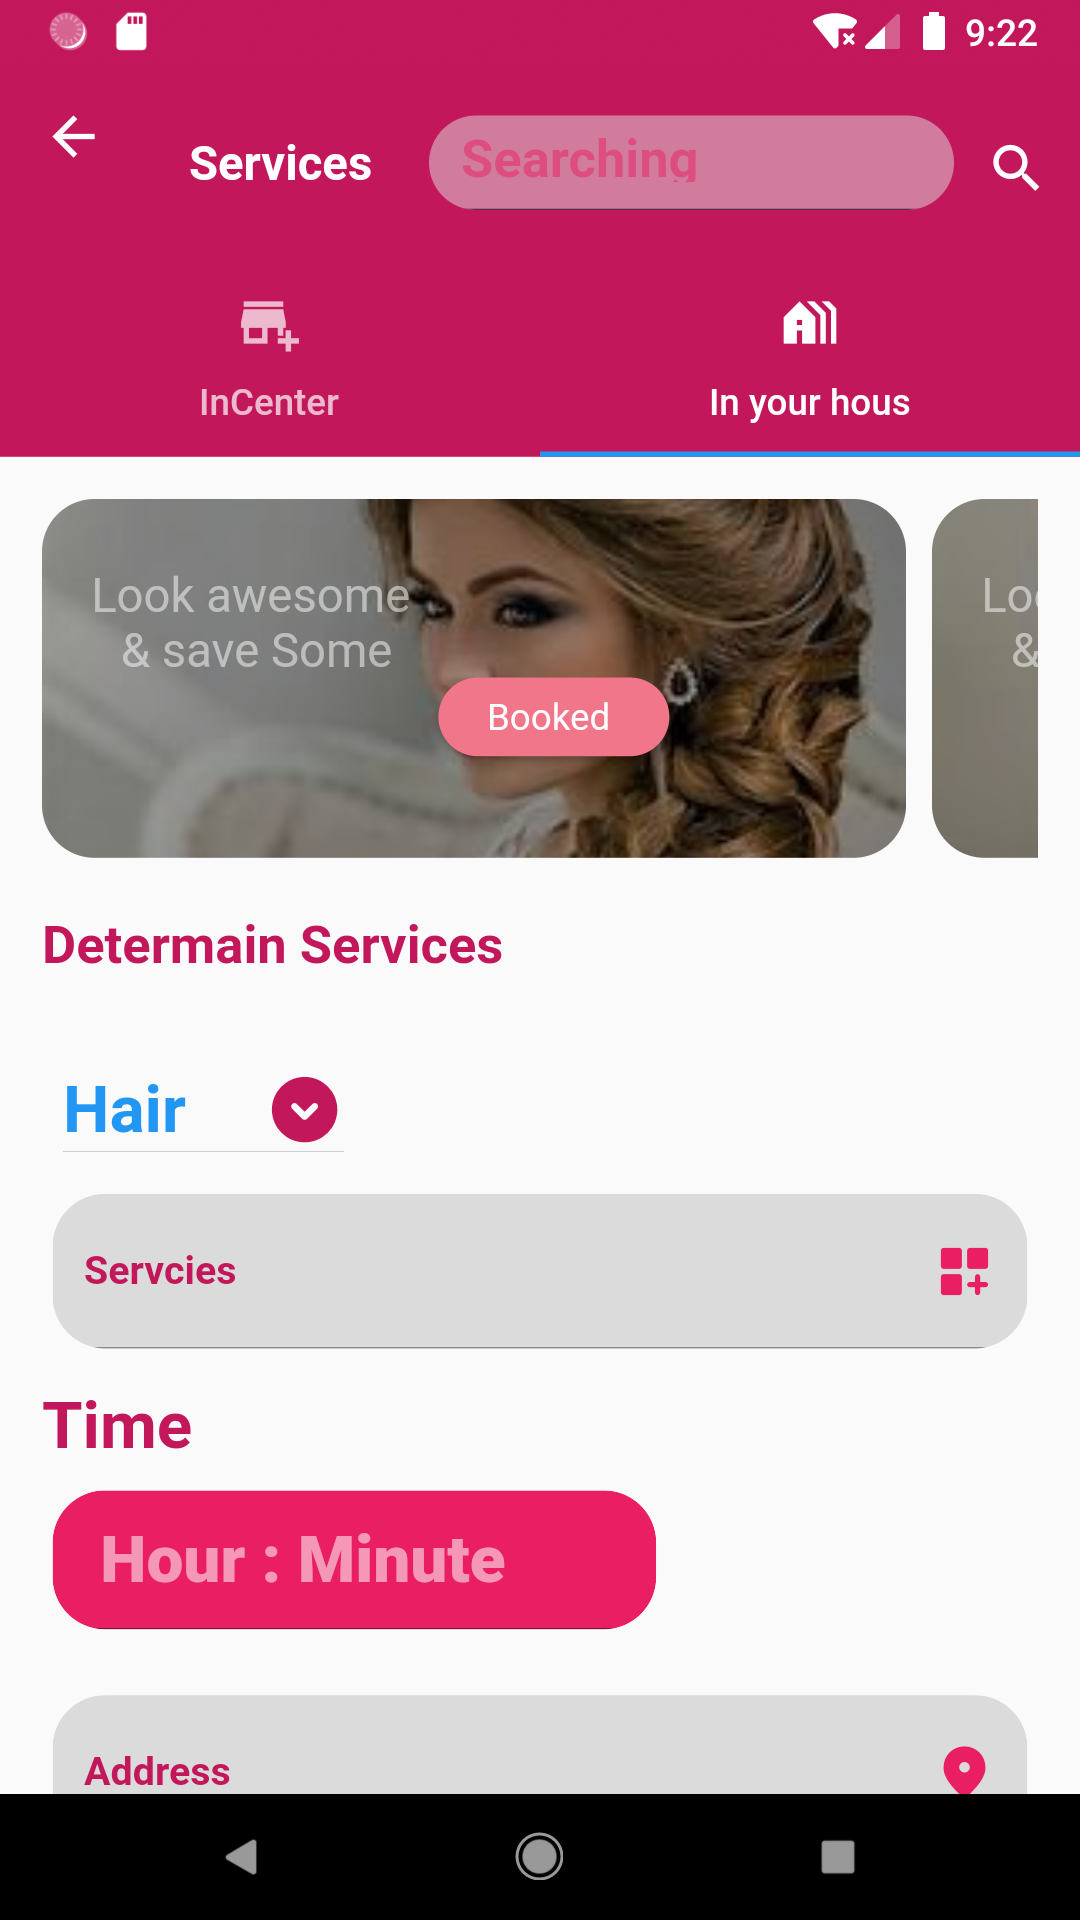 9:22
Services
Searching
InCenter
In your hous
Look awesome
& save Some
Booked
Determain Services
Hair
Servcies
Time
Hour : Minute
Address